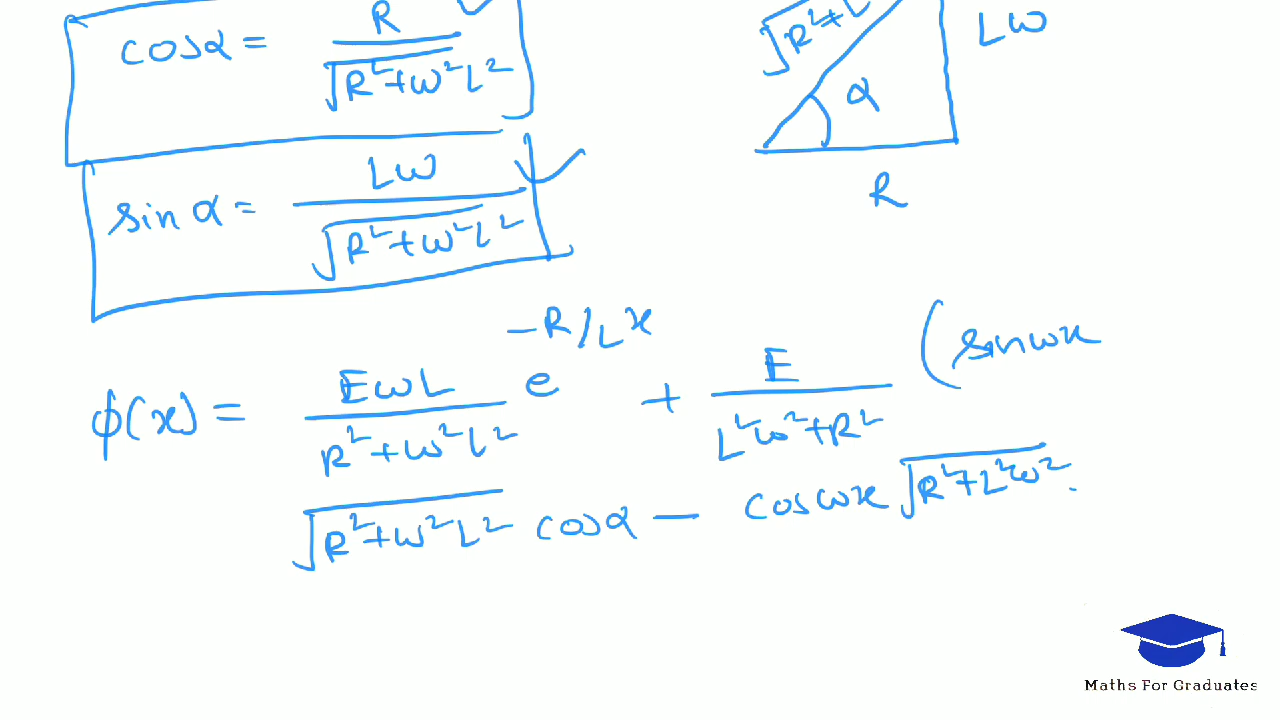 cosα = R / √(R²+ω²L²)
√R²+L
Lω
α
R
sin α = Lω / √(R²+ω²L²)
ϕ(x) = EωL / (R²+ω²L²) e^(-R/L x) + E / (L²ω²+R²) (sinωx
√(R²+ω²L²) cosα − cosωx √(R²+L²ω²)
Maths For Graduates